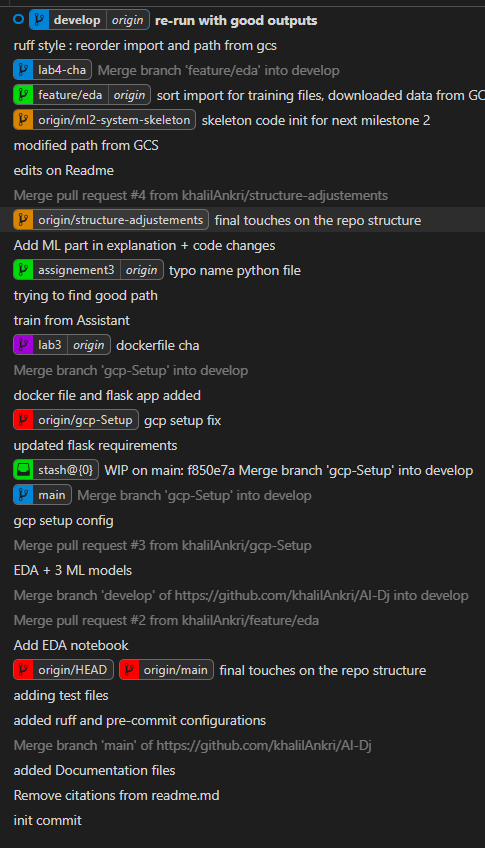 develop origin re-run with good outputs
ruff style : reorder import and path from gcs
lab4-cha Merge branch 'feature/eda' into develop
feature/eda origin sort import for training files, downloaded data from GC
origin/ml2-system-skeleton skeleton code init for next milestone 2
modified path from GCS
edits on Readme
Merge pull request #4 from khalilAnkri/structure-adjustements
origin/structure-adjustements final touches on the repo structure
Add ML part in explanation + code changes
assignement3 origin typo name python file
trying to find good path
train from Assistant
lab3 origin dockerfile cha
Merge branch 'gcp-Setup' into develop
docker file and flask app added
origin/gcp-Setup gcp setup fix
updated flask requirements
stash@{0} WIP on main: f850e7a Merge branch 'gcp-Setup' into develop
main Merge branch 'gcp-Setup' into develop
gcp setup config
Merge pull request #3 from khalilAnkri/gcp-Setup
EDA + 3 ML models
Merge branch 'develop' of https://github.com/khalilAnkri/AI-Dj into develop
Merge pull request #2 from khalilAnkri/feature/eda
Add EDA notebook
origin/HEAD origin/main final touches on the repo structure
adding test files
added ruff and pre-commit configurations
Merge branch 'main' of https://github.com/khalilAnkri/AI-Dj
added Documentation files
Remove citations from readme.md
init commit